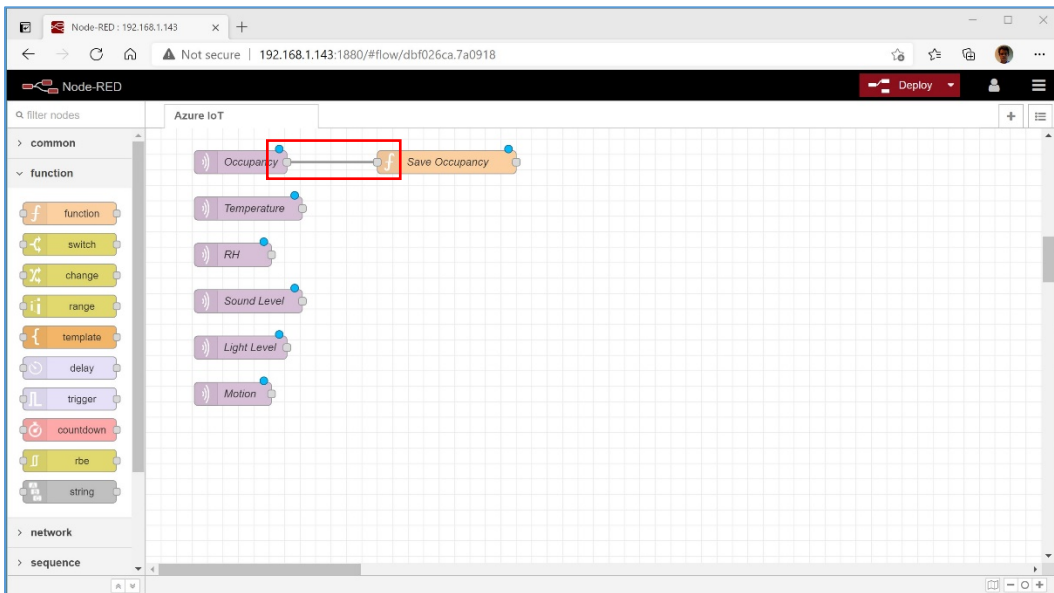 Node-RED : 192.168.1.143
Not secure | 192.168.1.143:1880/#flow/dbf026ca.7a0918
Node-RED
Deploy
filter nodes
Azure IoT
common
function
function
switch
change
range
template
delay
trigger
countdown
rbe
string
network
sequence
Occupancy
Save Occupancy
Temperature
RH
Sound Level
Light Level
Motion